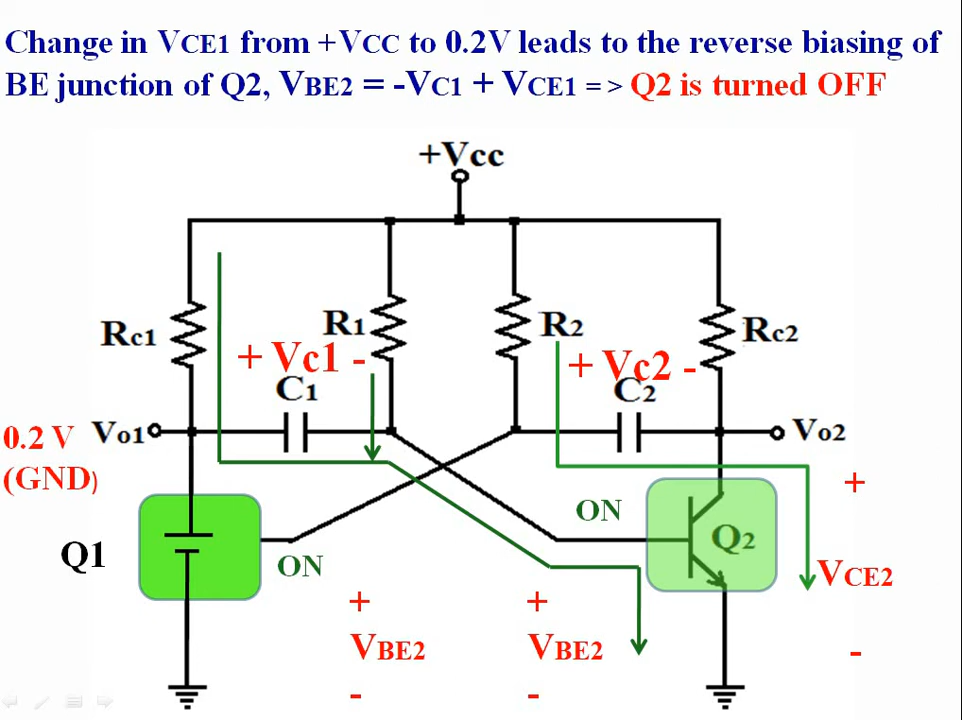 Change in VCE1 from +VCC to 0.2V leads to the reverse biasing of
BE junction of Q2, VBE2 = -VC1 + VCE1 = > Q2 is turned OFF
+Vcc
Rc1
R1
R2
Rc2
+ Vc1 -
+ Vc2 -
C1
C2
0.2 V
(GND)
Vo1
Vo2
+
ON
Q2
Q1
ON
VCE2
+
+
VBE2
VBE2
-
-
-